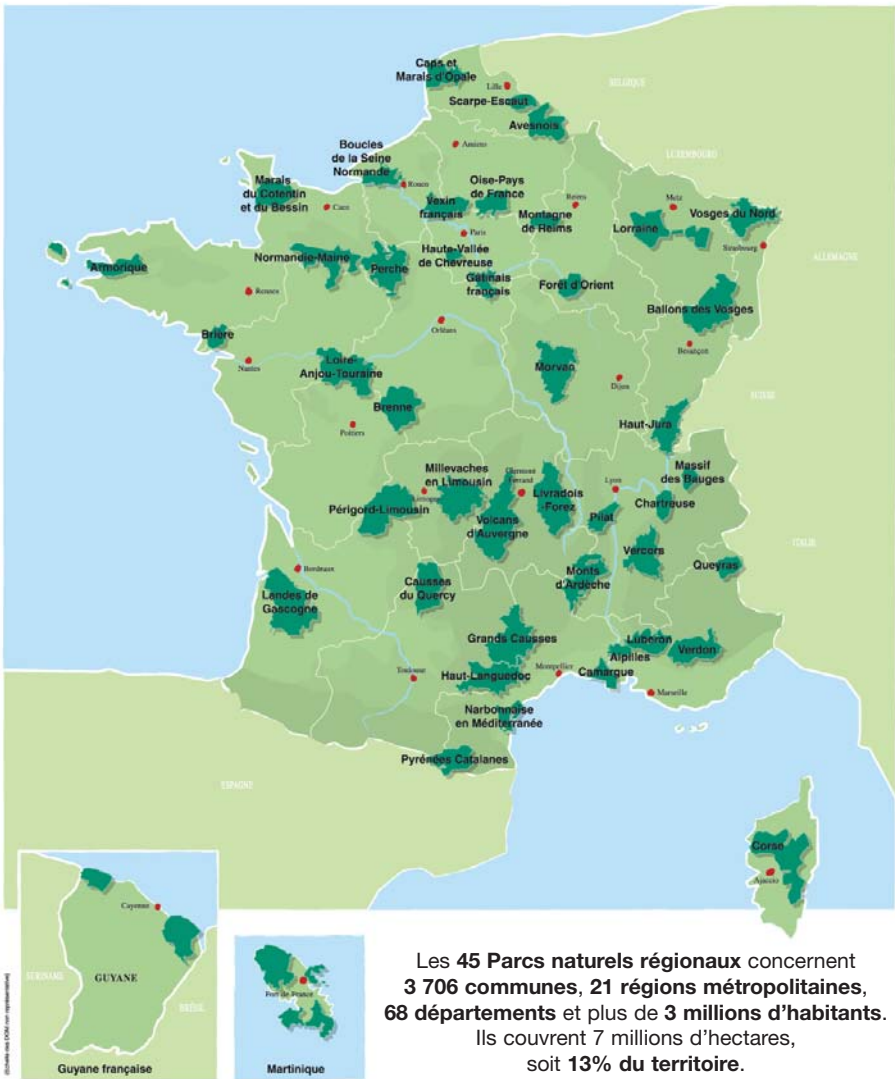 Caps et
Marais d'Opale
Lille
BELGIQUE
Scarpe-Escaut
Avesnois
Boucles
de la Seine
Normande
Amiens
LUXEMBOURG
Marais
du Cotentin
et du Bessin
Rouen
Oise-Pays
de France
Caen
Vexin
français
Reims
Montagne
de Reims
Metz
Vosges du Nord
Lorraine
Paris
Strasbourg
Armorique
Normandie-Maine
Perche
Haute-Vallée
de Chevreuse
ALLEMAGNE
Gâtinais
français
Forêt d'Orient
Rennes
Ballons des Vosges
Orléans
Brière
Besançon
Nantes
Loire-
Anjou-Touraine
Morvan
Dijon
SUISSE
Brenne
Poitiers
Haut-Jura
Millevaches
en Limousin
Clermont
Ferrand
Massif
des Bauges
Limoges
Livradois
-Forez
Lyon
Chartreuse
Périgord-Limousin
Volcans
d'Auvergne
Pilat
ITALIE
Vercors
Bordeaux
Queyras
Causses
du Quercy
Monts
d'Ardèche
Landes de
Gascogne
Grands Causses
Luberon
Verdon
Alpilles
Toulouse
Haut-Languedoc
Montpellier
Camargue
Marseille
Narbonnaise
en Méditerranée
Pyrénées Catalanes
ESPAGNE
Corse
Ajaccio
Cayenne
SURINAME
GUYANE
BRÉSIL
Guyane française
Fort de France
Martinique
(Echelle des DOM non représentative)
Les 45 Parcs naturels régionaux concernent
3 706 communes, 21 régions métropolitaines,
68 départements et plus de 3 millions d'habitants.
Ils couvrent 7 millions d'hectares,
soit 13% du territoire.